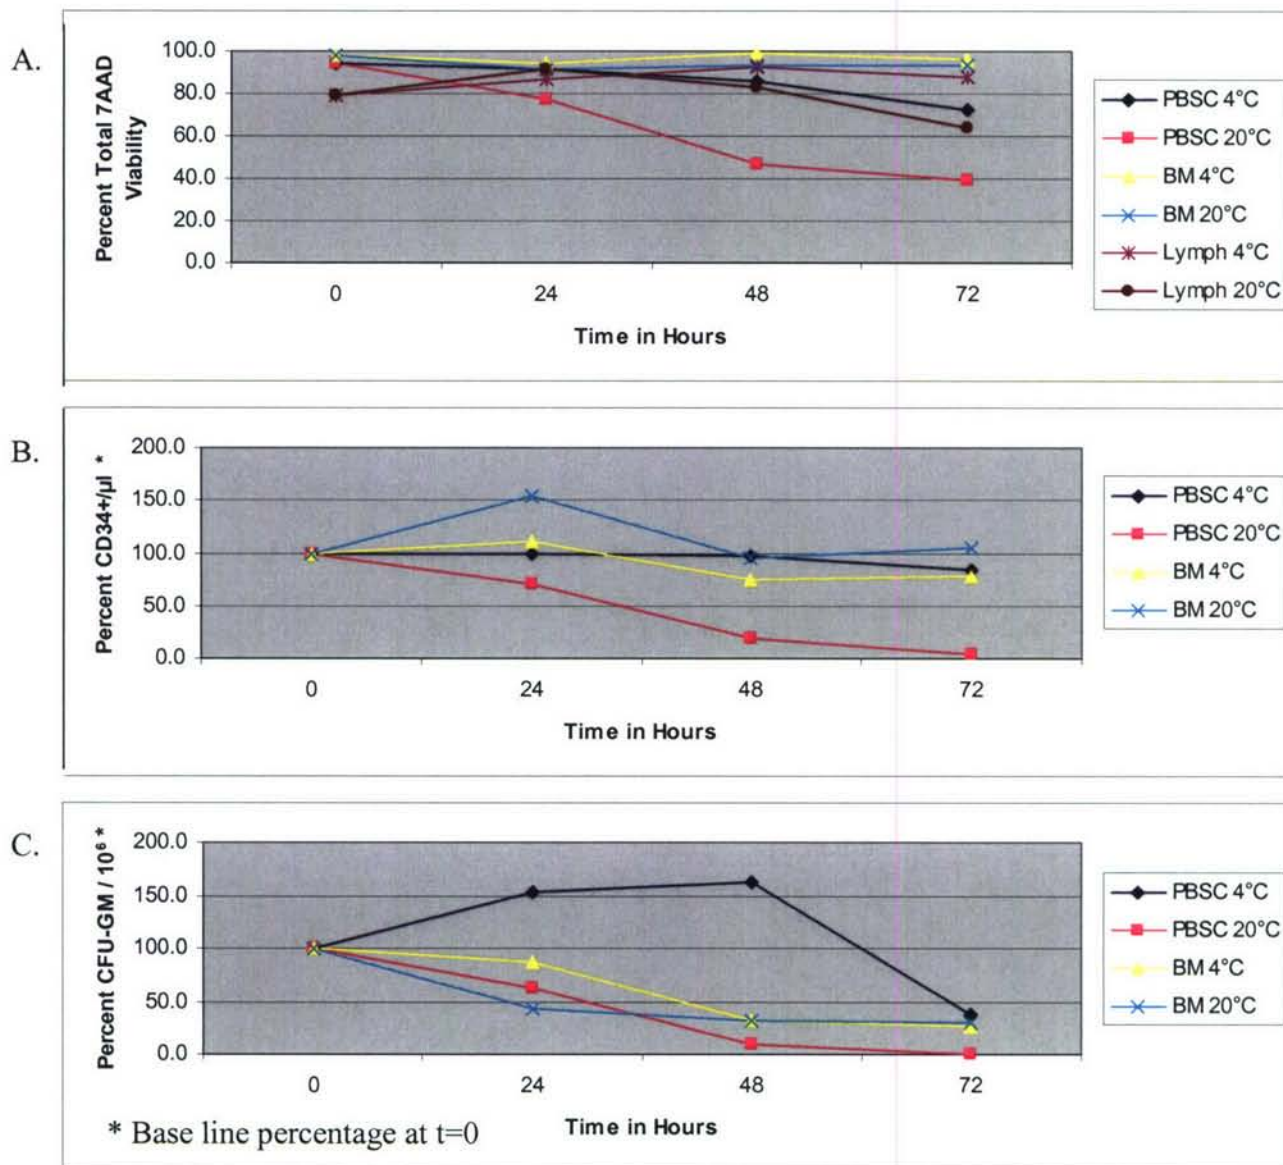 A.
Percent Total 7AAD
Viability
100.0
80.0
60.0
40.0
20.0
0.0
0 24 48 72
Time in Hours
PBSC 4°C
PBSC 20°C
BM 4°C
BM 20°C
Lymph 4°C
Lymph 20°C
B.
Percent CD34+/µl *
200.0
150.0
100.0
50.0
0.0
0 24 48 72
Time in Hours
PBSC 4°C
PBSC 20°C
BM 4°C
BM 20°C
C.
Percent CFU-GM / 10⁶ *
200.0
150.0
100.0
50.0
0.0
0 24 48 72
Time in Hours
* Base line percentage at t=0
PBSC 4°C
PBSC 20°C
BM 4°C
BM 20°C